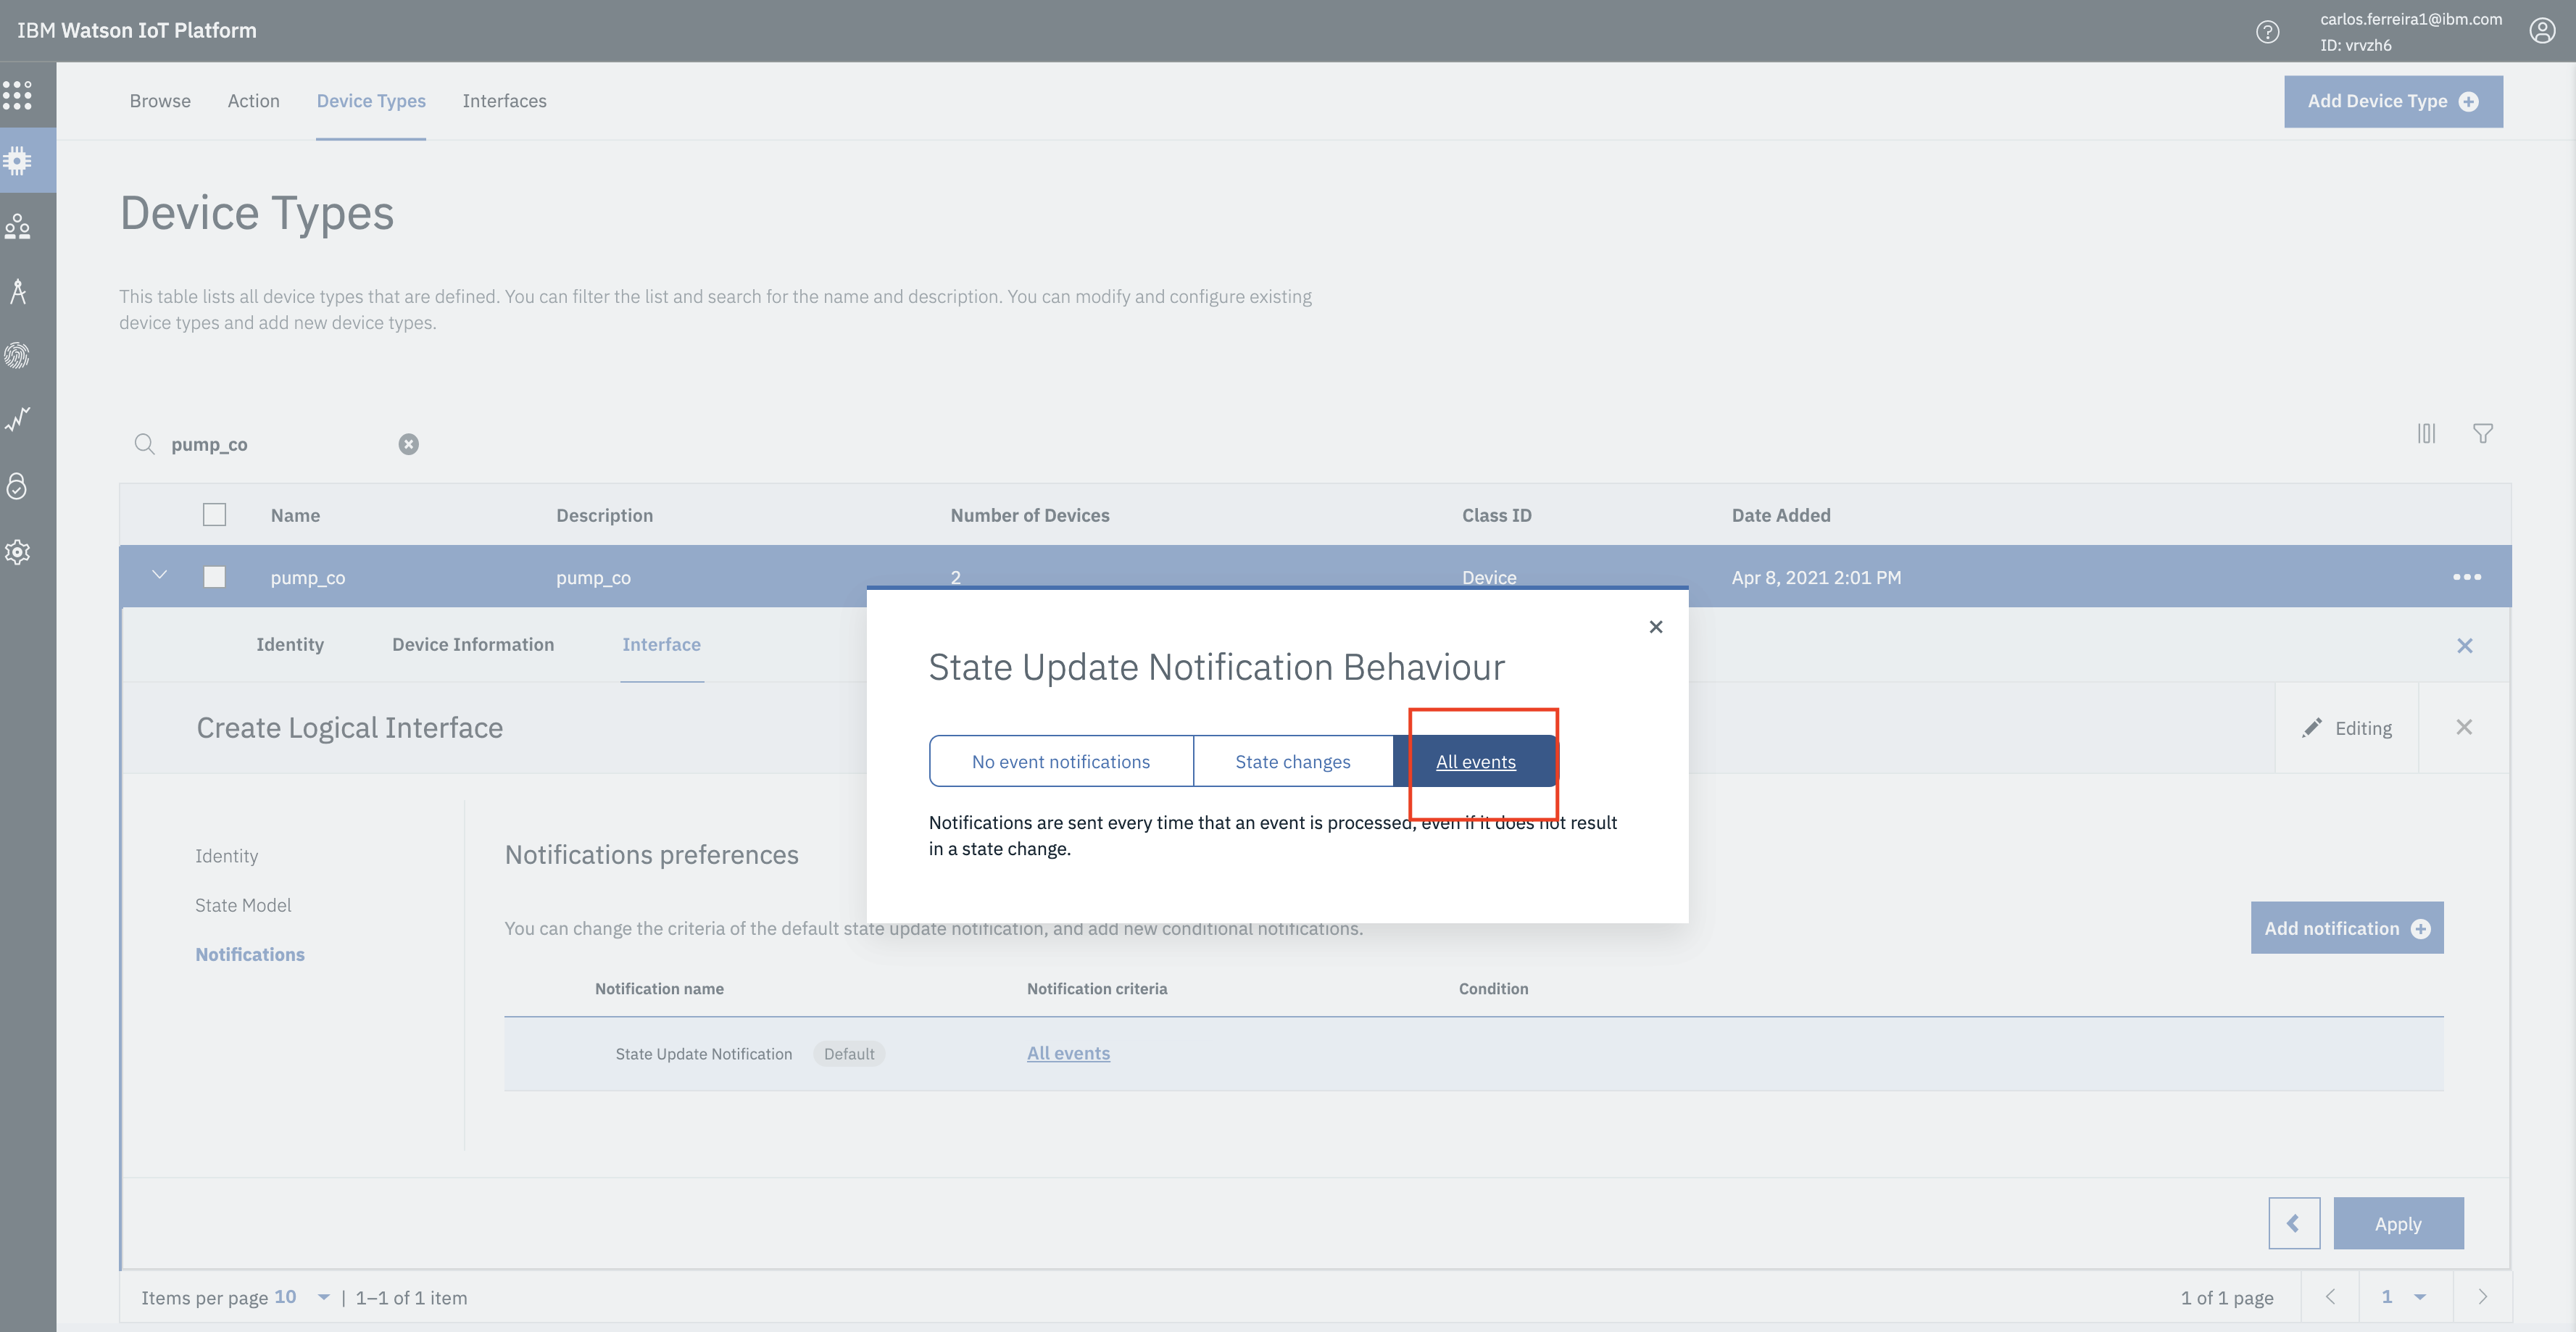 IBM Watson IoT Platform
carlos.ferreira1@ibm.com
ID: vrvzh6
Browse Action Device Types Interfaces
Add Device Type
Device Types
This table lists all device types that are defined. You can filter the list and search for the name and description. You can modify and configure existing
device types and add new device types.
pump_co
Name Description Number of Devices Class ID Date Added
pump_co pump_co 2 Device Apr 8, 2021 2:01 PM
Identity Device Information Interface
Create Logical Interface
Editing
State Update Notification Behaviour
No event notifications State changes All events
Notifications are sent every time that an event is processed, even if it does not result
in a state change.
Identity
State Model
Notifications
Notifications preferences
You can change the criteria of the default state update notification, and add new conditional notifications.
Add notification
Notification name Notification criteria Condition
State Update Notification Default All events
Apply
Items per page 10 | 1–1 of 1 item
1 of 1 page 1